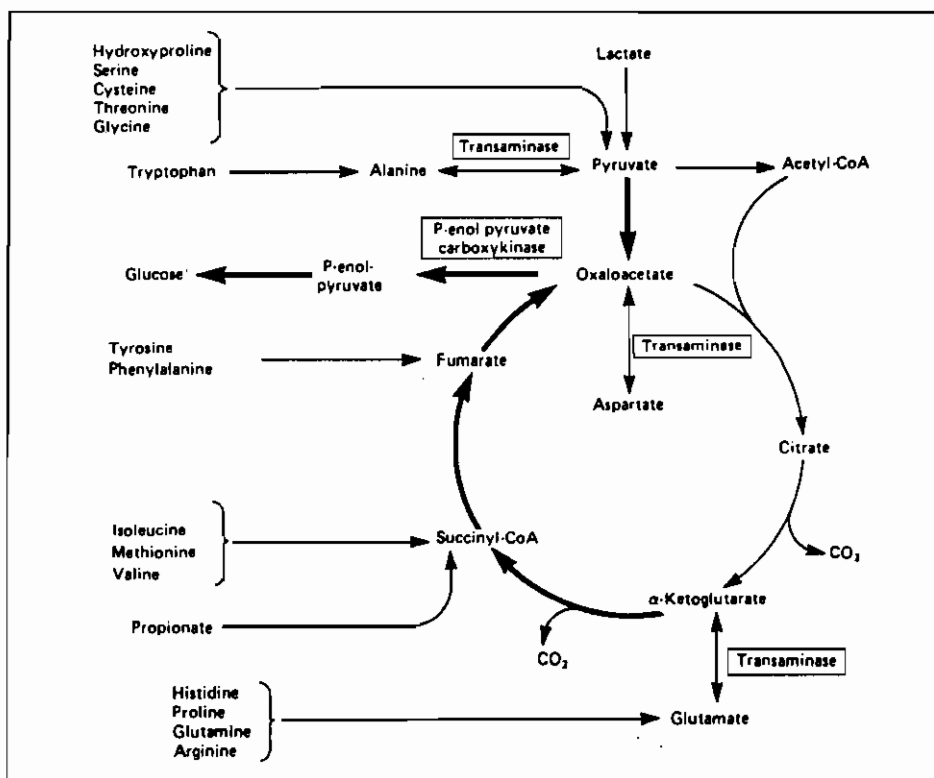 Hydroxyproline
Serine
Cysteine
Threonine
Glycine
Lactate
Tryptophan
Alanine
Transaminase
Pyruvate
Acetyl-CoA
P-enol pyruvate
carboxykinase
Glucose
P-enol-
pyruvate
Oxaloacetate
Tyrosine
Phenylalanine
Fumarate
Transaminase
Aspartate
Citrate
Isoleucine
Methionine
Valine
Succinyl-CoA
CO₂
Propionate
α-Ketoglutarate
CO₂
Transaminase
Histidine
Proline
Glutamine
Arginine
Glutamate